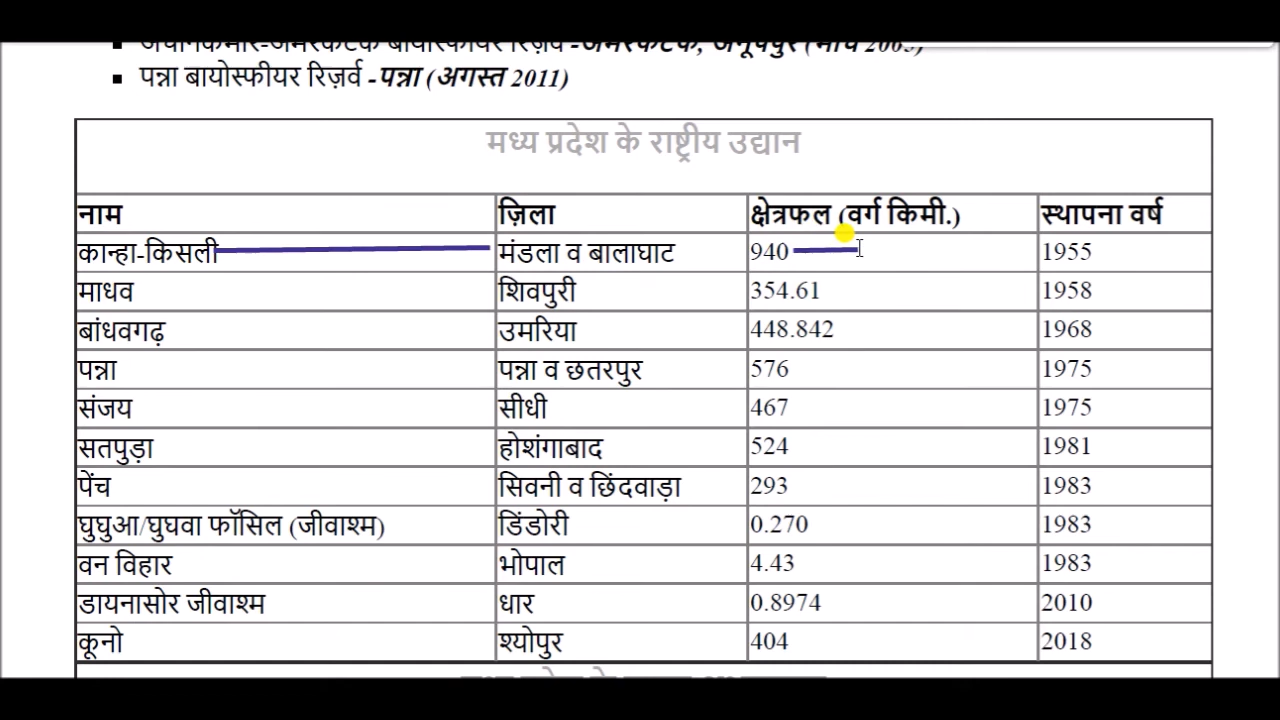 पन्ना बायोस्फीयर रिज़र्व -पन्ना (अगस्त 2011)
मध्य प्रदेश के राष्ट्रीय उद्यान
नाम ज़िला क्षेत्रफल (वर्ग किमी.) स्थापना वर्ष
कान्हा-किसली मंडला व बालाघाट 940 1955
माधव शिवपुरी 354.61 1958
बांधवगढ़ उमरिया 448.842 1968
पन्ना पन्ना व छतरपुर 576 1975
संजय सीधी 467 1975
सतपुड़ा होशंगाबाद 524 1981
पेंच सिवनी व छिंदवाड़ा 293 1983
घुघुआ/घुघवा फॉसिल (जीवाश्म) डिंडोरी 0.270 1983
वन विहार भोपाल 4.43 1983
डायनासोर जीवाश्म धार 0.8974 2010
कूनो श्योपुर 404 2018